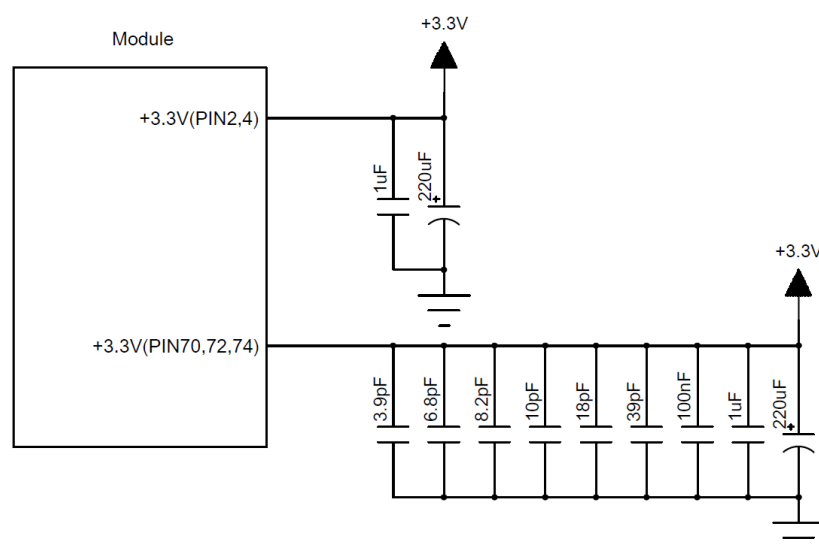 +3.3V
Module
+3.3V(PIN2,4)
1uF
220uF
+
+3.3V
+3.3V(PIN70,72,74)
3.9pF
6.8pF
8.2pF
10pF
18pF
39pF
100nF
1uF
220uF
+